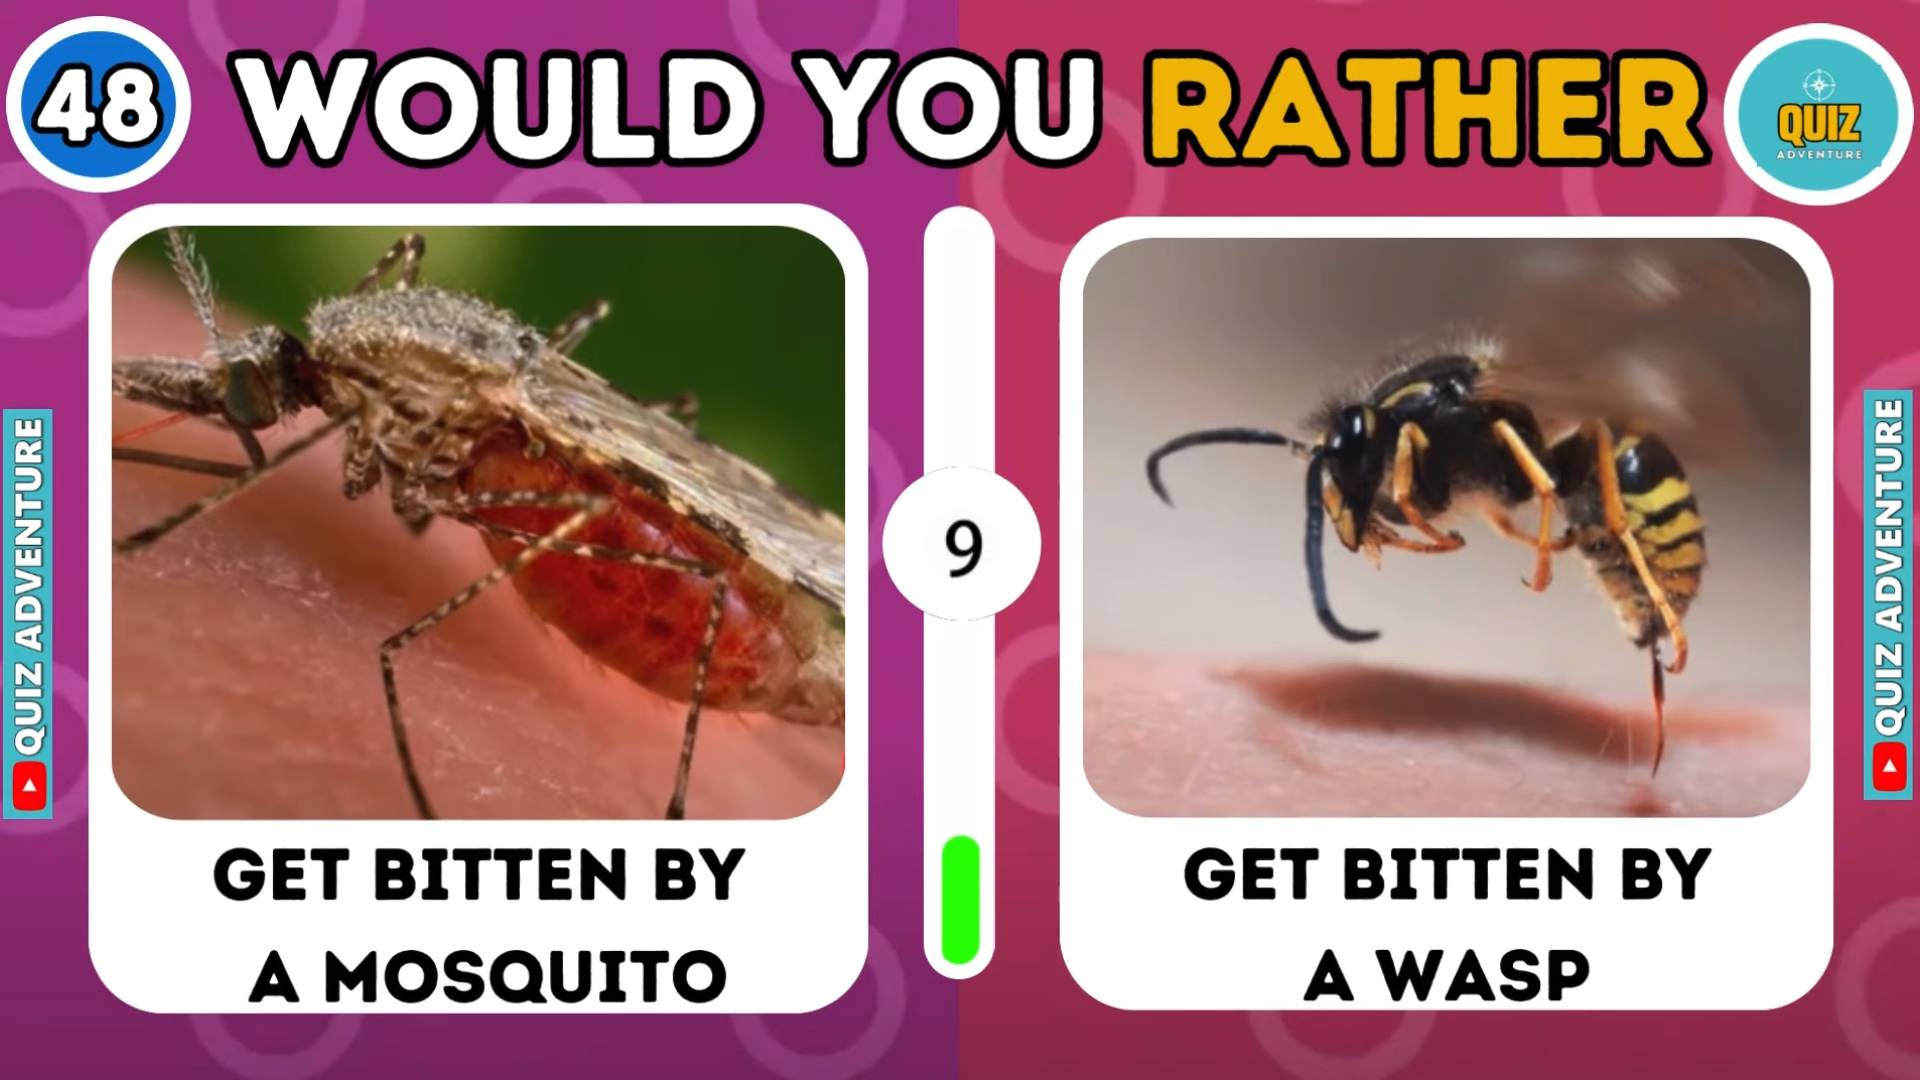 48
WOULD YOU RATHER
QUIZ
ADVENTURE
9
QUIZ ADVENTURE
QUIZ ADVENTURE
GET BITTEN BY
A MOSQUITO
GET BITTEN BY
A WASP